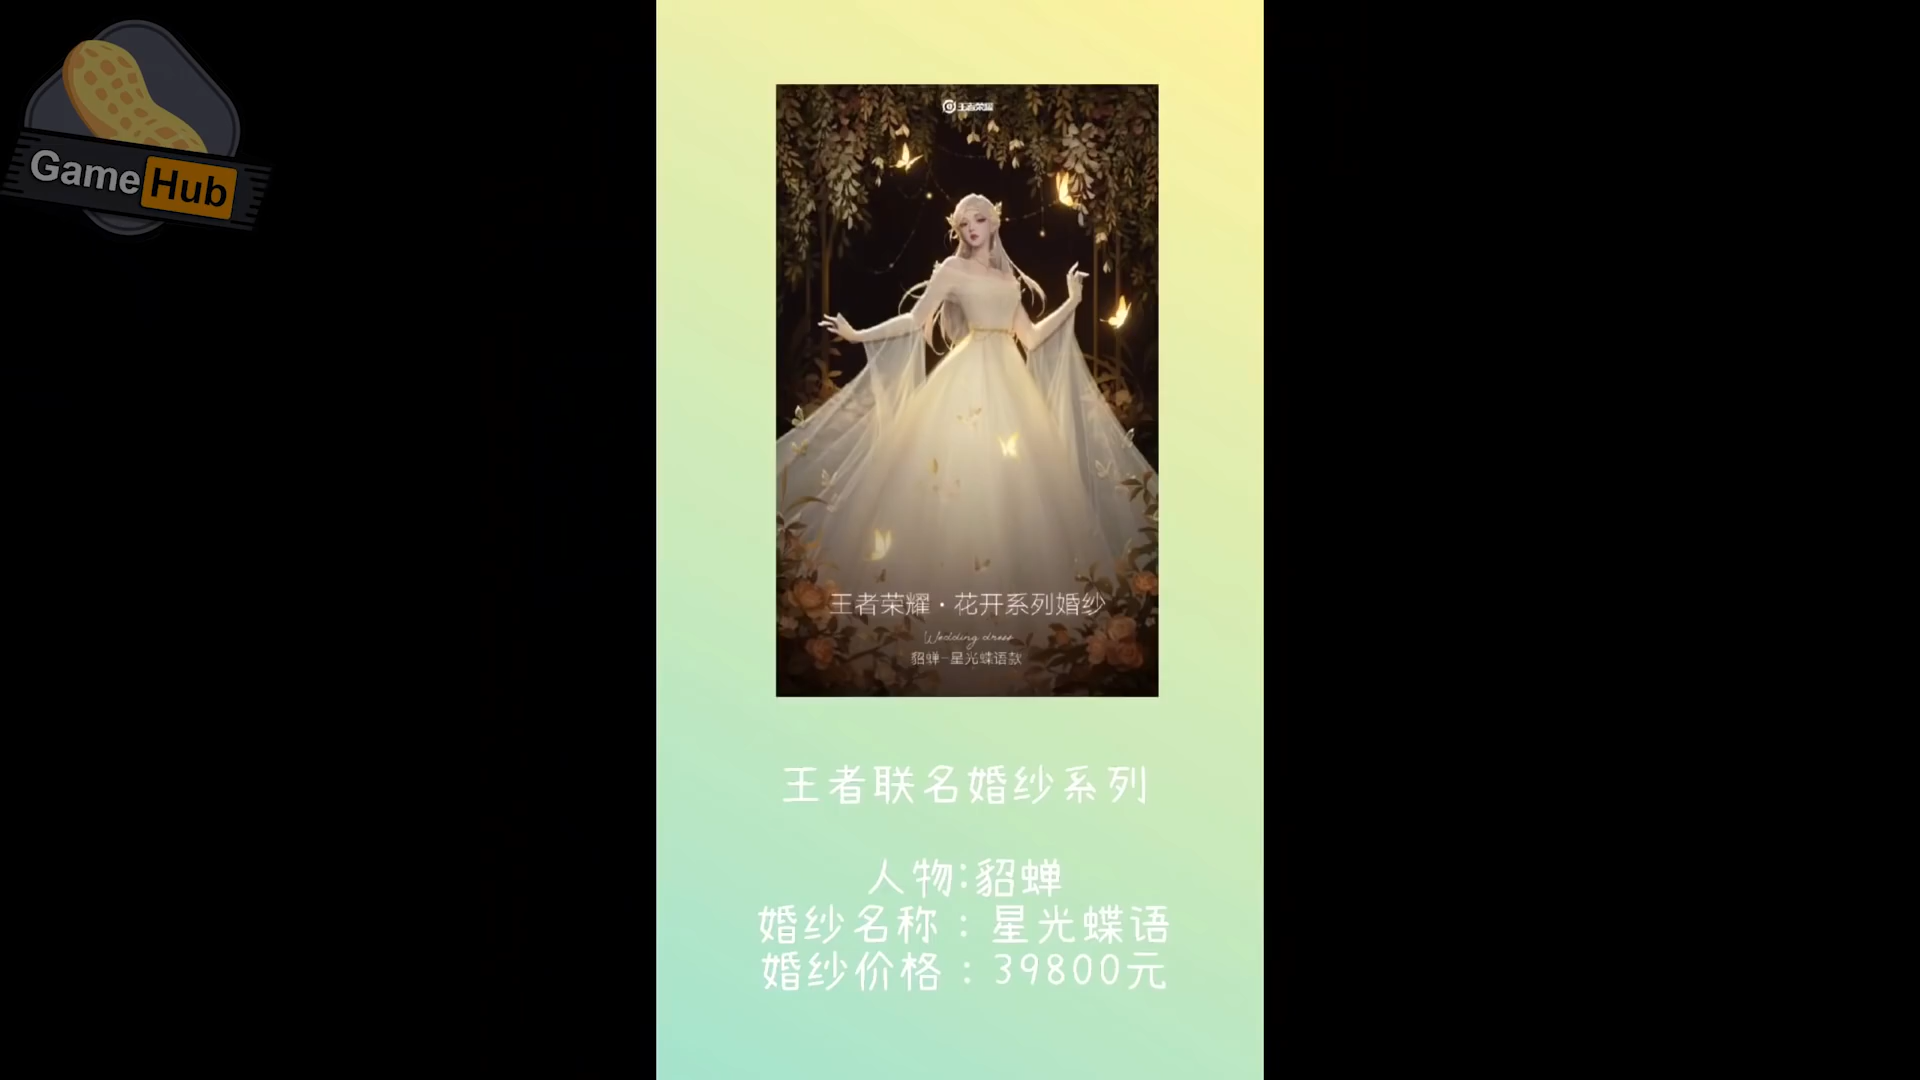 GameHub
王者荣耀
王者荣耀·花开系列婚纱
Wedding dress
貂蝉-星光蝶语款
王者联名婚纱系列
人物:貂蝉
婚纱名称：星光蝶语
婚纱价格：39800元